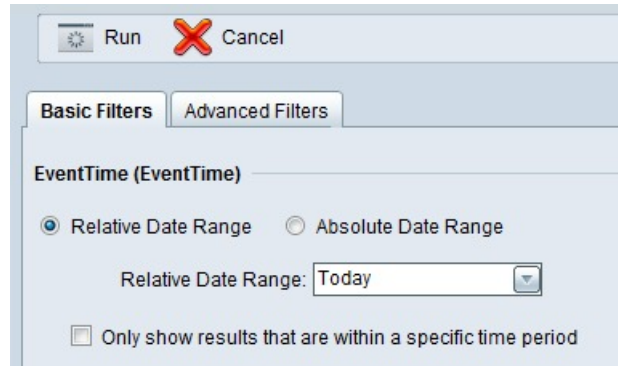 Run Cancel
Basic Filters Advanced Filters
EventTime (EventTime)
Relative Date Range Absolute Date Range
Relative Date Range: Today
Only show results that are within a specific time period